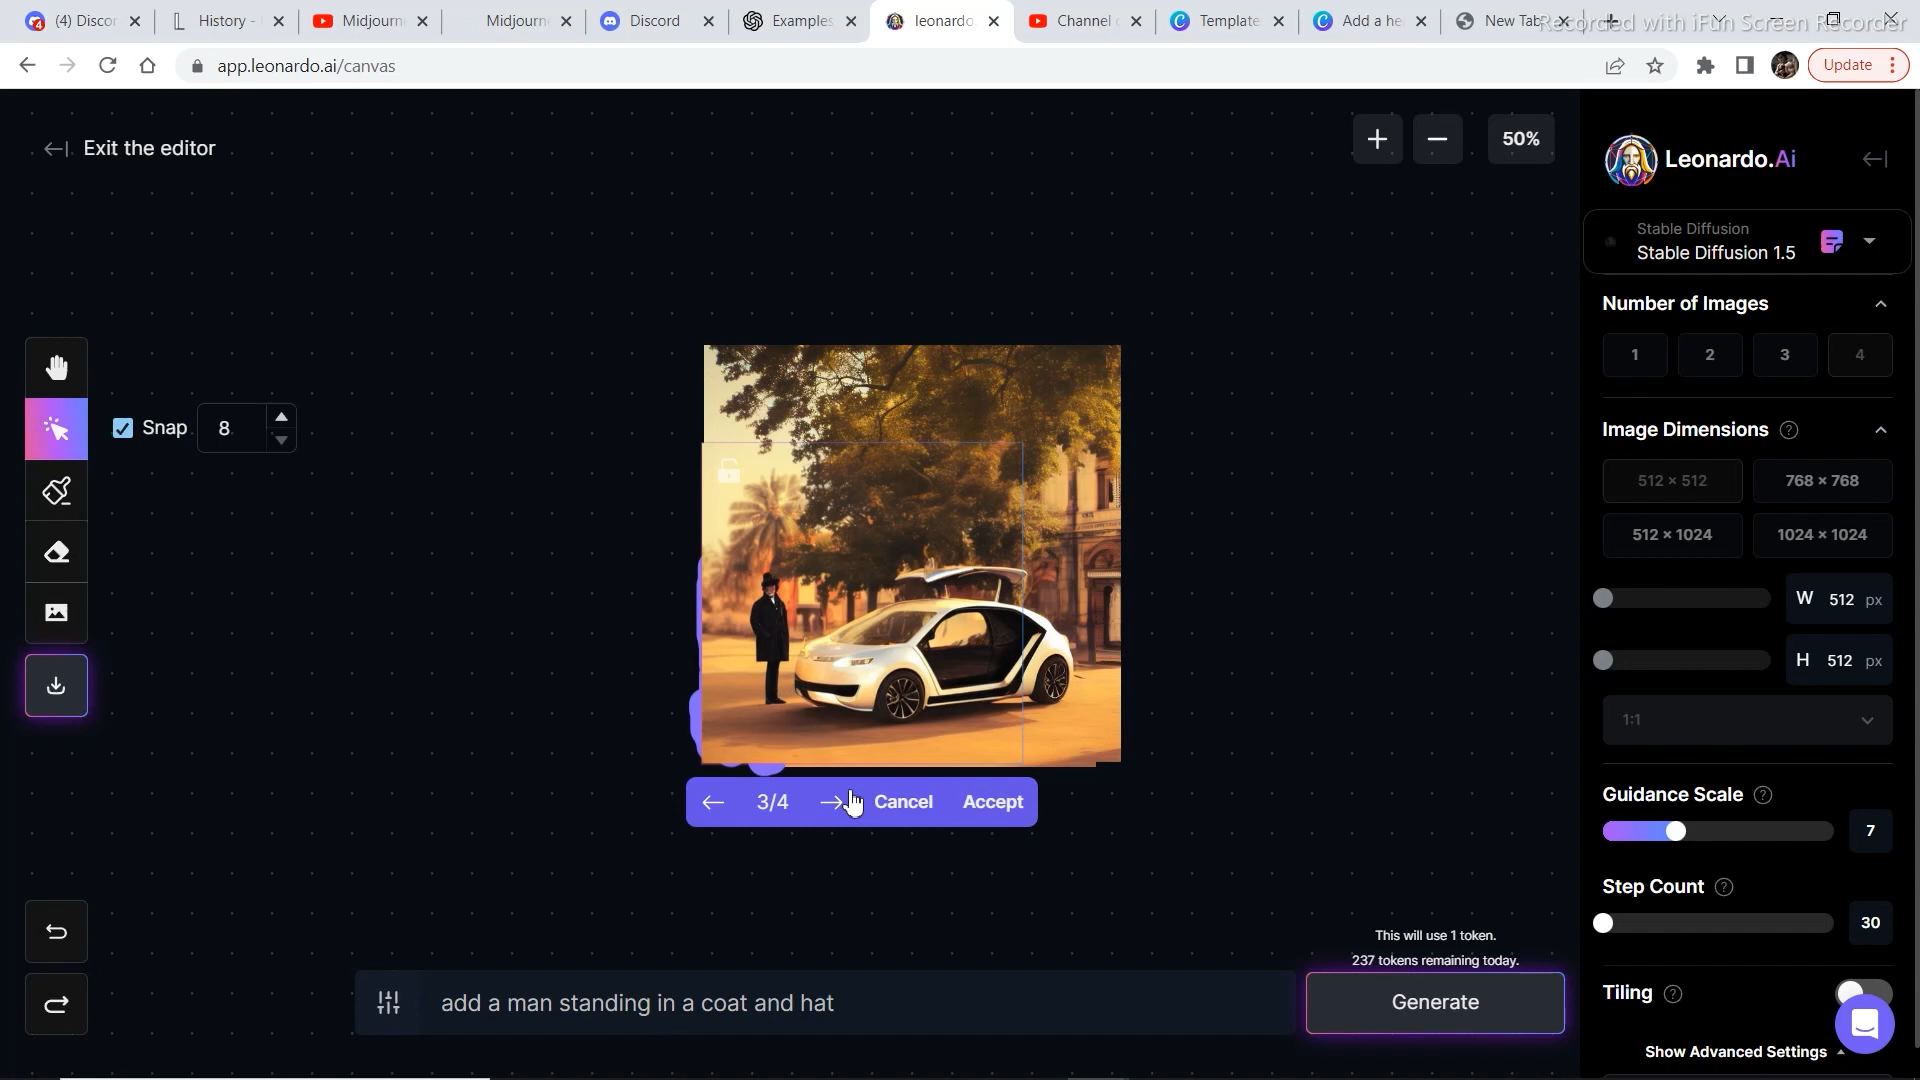 (4) Discor
History -
Midjourn
Midjourn
Discord
Examples
leonardo
Channel
Template
Add a he
New Tab
Recorded with iFun Screen Recorder
app.leonardo.ai/canvas
Update
Exit the editor
50%
Leonardo.Ai
Stable Diffusion
Stable Diffusion 1.5
Number of Images
1
2
3
4
Image Dimensions
512 × 512
768 × 768
512 × 1024
1024 × 1024
W 512 px
H 512 px
1:1
Guidance Scale
7
Step Count
30
Tiling
Show Advanced Settings
Snap
8
3/4
Cancel
Accept
This will use 1 token.
237 tokens remaining today.
add a man standing in a coat and hat
Generate